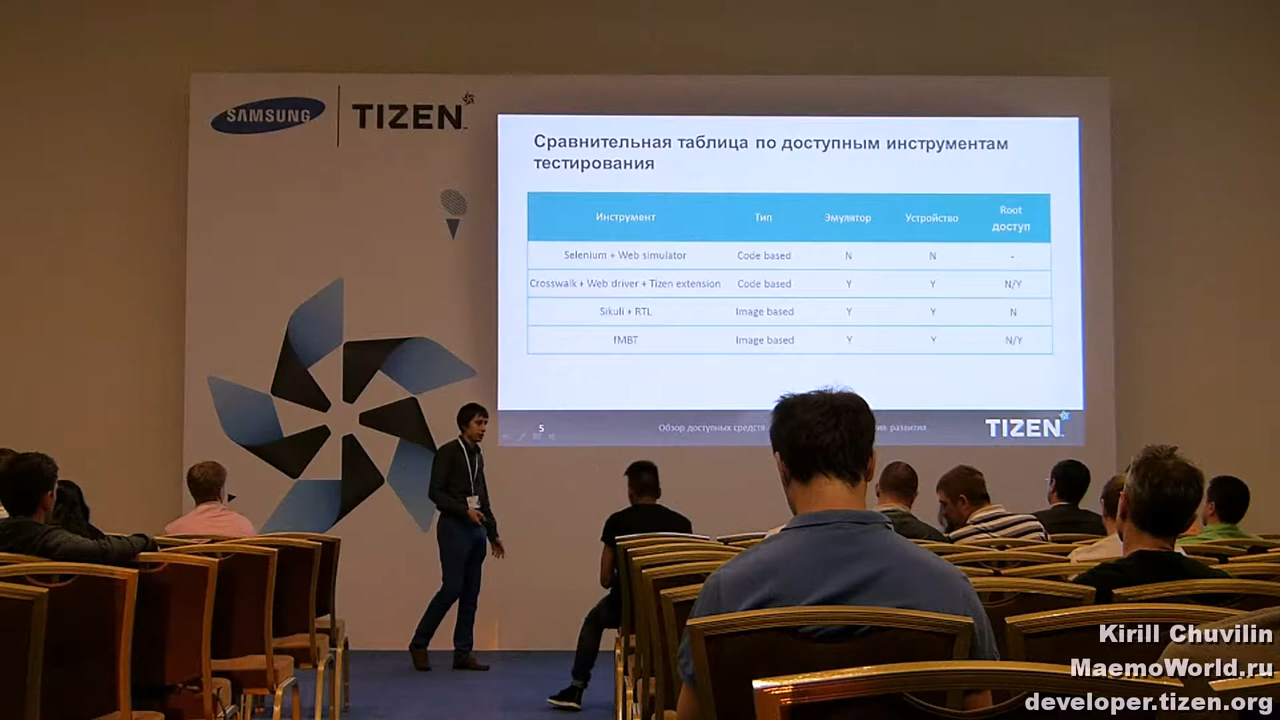 SAMSUNG
TIZEN
Сравнительная таблица по доступным инструментам
тестирования
Инструмент Тип Эмулятор Устройство Root доступ
Selenium + Web simulator Code based N N -
Crosswalk + Web driver + Tizen extension Code based Y Y N/Y
Sikuli + RTL Image based Y Y N
fMBT Image based Y Y N/Y
5 Обзор доступных средств развития TIZEN
Kirill Chuvilin
MaemoWorld.ru
developer.tizen.org